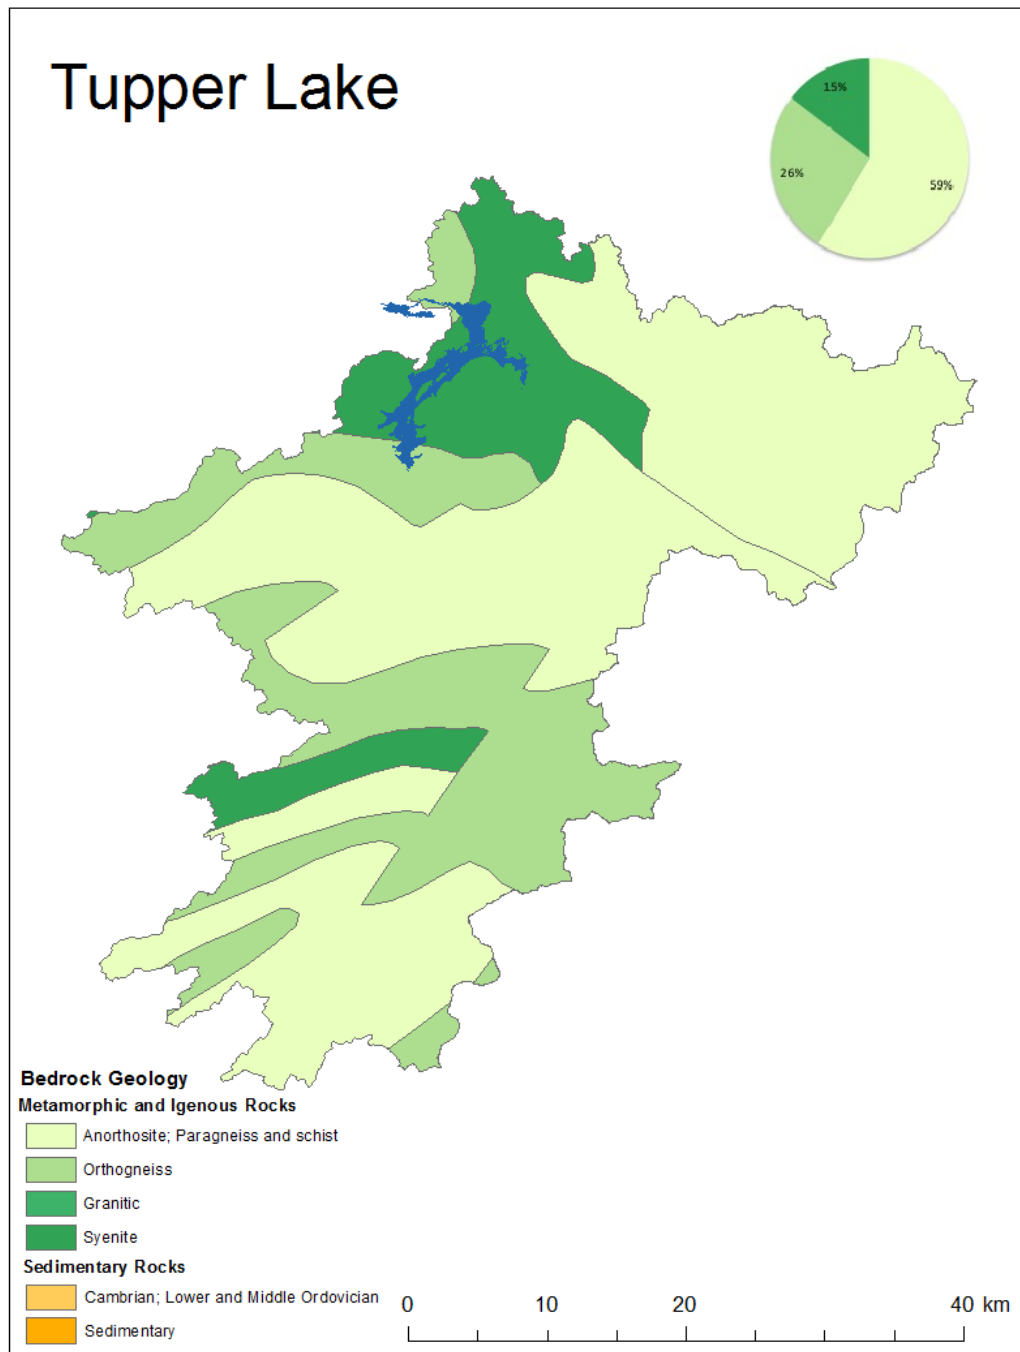 Tupper Lake
15%
26%
59%
Bedrock Geology
Metamorphic and Igenous Rocks
Anorthosite; Paragneiss and schist
Orthogneiss
Granitic
Syenite
Sedimentary Rocks
Cambrian; Lower and Middle Ordovician
Sedimentary
0 10 20 40 km